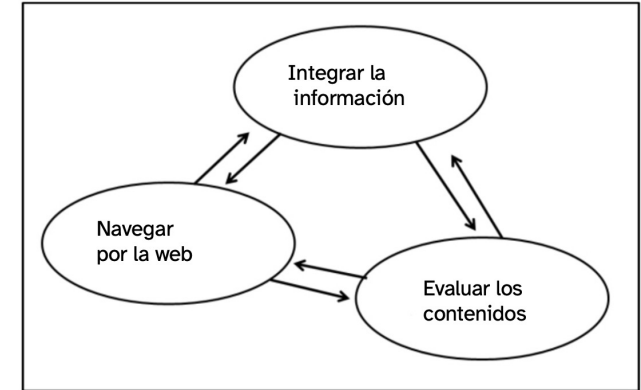 Integrar la
información
Navegar
por la web
Evaluar los
contenidos